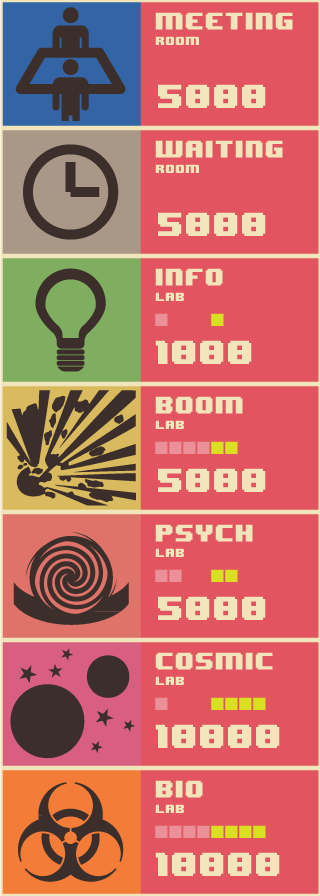 MEETING
ROOM
5000
WAITING
ROOM
5000
INFO
LAB
1000
BOOM
LAB
5000
PSYCH
LAB
5000
COSMIC
LAB
10000
BIO
LAB
10000